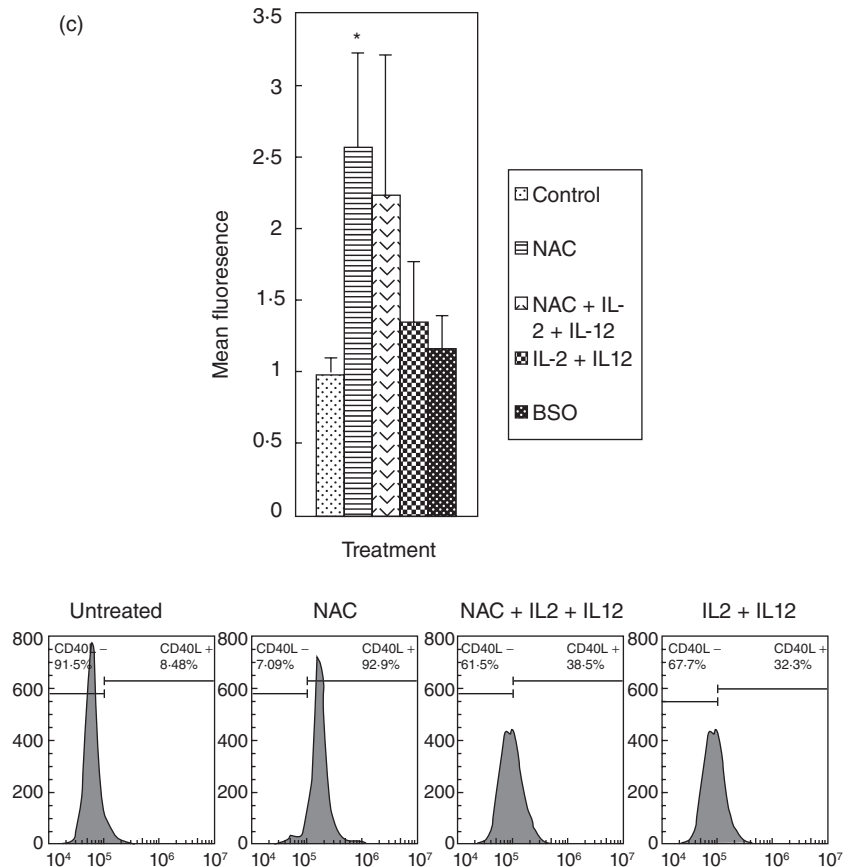 (c)
3·5
3
2·5
2
1·5
1
0·5
0
*
Mean fluoresence
Treatment
Control
NAC
NAC + IL-
2 + IL-12
IL-2 + IL12
BSO
Untreated
800
600
400
200
0
CD40L – CD40L +
91·5% 8·48%
10⁴ 10⁵ 10⁶ 10⁷
NAC
800
600
400
200
0
CD40L – CD40L +
7·09% 92·9%
10⁴ 10⁵ 10⁶ 10⁷
NAC + IL2 + IL12
800
600
400
200
0
CD40L – CD40L +
61·5% 38·5%
10⁴ 10⁵ 10⁶ 10⁷
IL2 + IL12
800
600
400
200
0
CD40L – CD40L +
67·7% 32·3%
10⁴ 10⁵ 10⁶ 10⁷